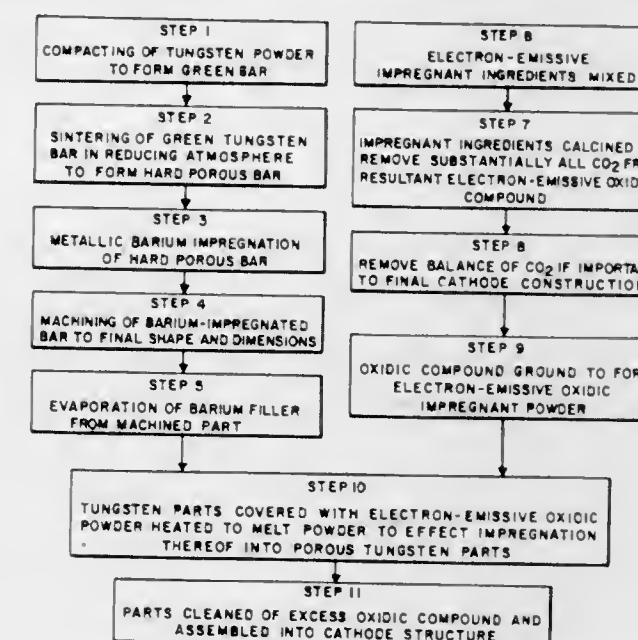 STEP 1
COMPACTING OF TUNGSTEN POWDER
TO FORM GREEN BAR
STEP 2
SINTERING OF GREEN TUNGSTEN
BAR IN REDUCING ATMOSPHERE
TO FORM HARD POROUS BAR
STEP 3
METALLIC BARIUM IMPREGNATION
OF HARD POROUS BAR
STEP 4
MACHINING OF BARIUM-IMPREGNATED
BAR TO FINAL SHAPE AND DIMENSIONS
STEP 5
EVAPORATION OF BARIUM FILLER
FROM MACHINED PART
STEP 6
ELECTRON-EMISSIVE
IMPREGNANT INGREDIENTS MIXED
STEP 7
IMPREGNANT INGREDIENTS CALCINED
REMOVE SUBSTANTIALLY ALL CO2 FR
RESULTANT ELECTRON-EMISSIVE OXID
COMPOUND
STEP 8
REMOVE BALANCE OF CO2 IF IMPORTA
TO FINAL CATHODE CONSTRUCTION
STEP 9
OXIDIC COMPOUND GROUND TO FOR
ELECTRON-EMISSIVE OXIDIC
IMPREGNANT POWDER
STEP 10
TUNGSTEN PARTS COVERED WITH ELECTRON-EMISSIVE OXIDIC
POWDER HEATED TO MELT POWDER TO EFFECT IMPREGNATION
THEREOF INTO POROUS TUNGSTEN PARTS
STEP 11
PARTS CLEANED OF EXCESS OXIDIC COMPOUND AND
ASSEMBLED INTO CATHODE STRUCTURE